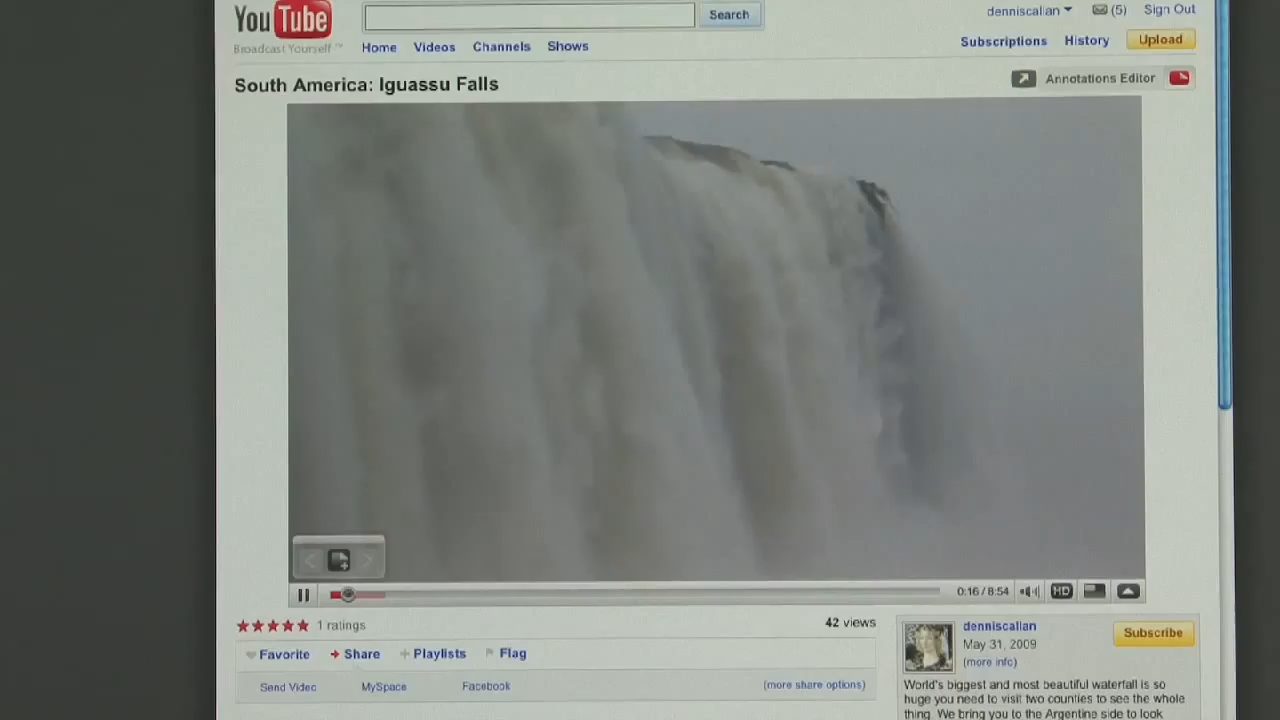 YouTube
Search
denniscallan
(5)
Sign Out
Broadcast Yourself™
Home
Videos
Channels
Shows
Subscriptions
History
Upload
South America: Iguassu Falls
Annotations Editor
0:16 / 8:54
HD
1 ratings
42 views
Favorite
Share
Playlists
Flag
Send Video
MySpace
Facebook
(more share options)
denniscallan
May 31, 2009
(more info)
Subscribe
World's biggest and most beautiful waterfall is so
huge you need to visit two counties to see the whole
thing. We bring you to the Argentine side to look